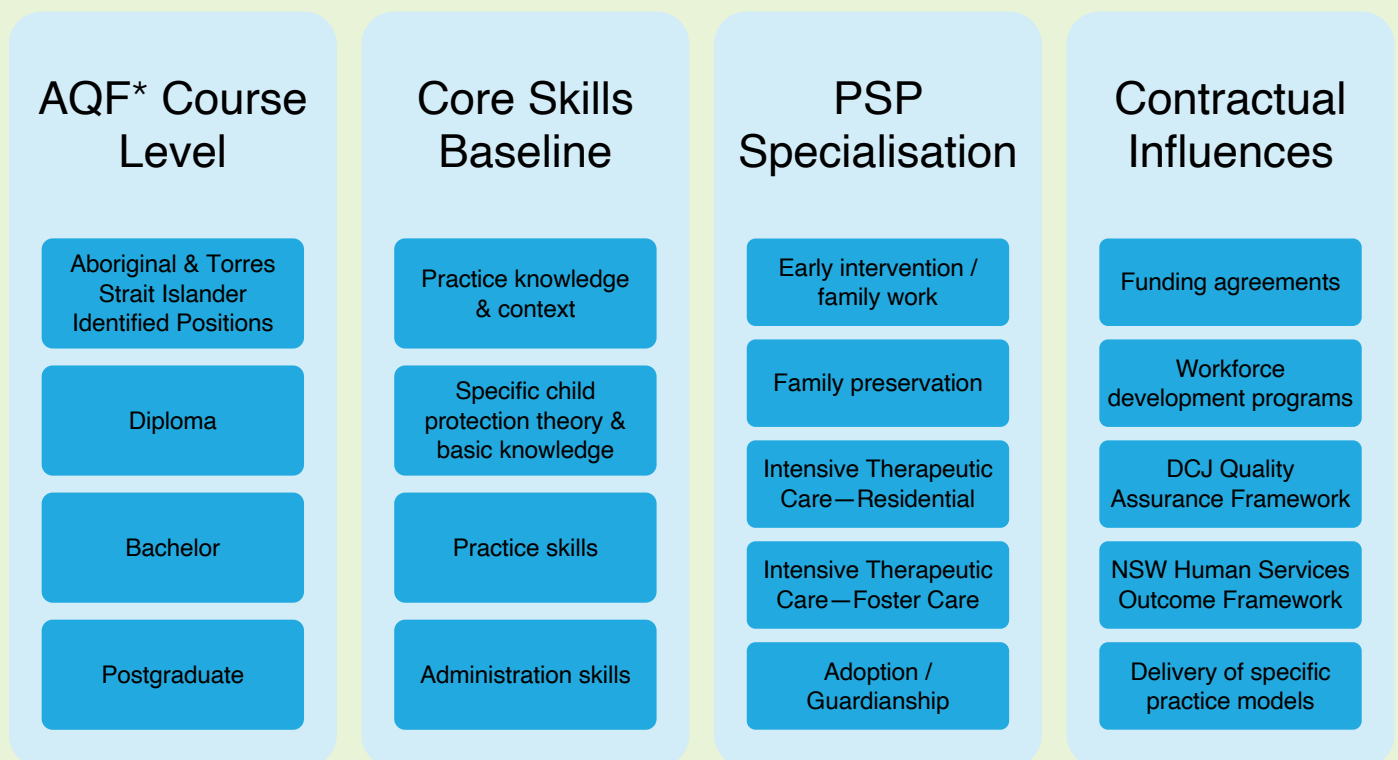 AQF* Course
Level
Aboriginal & Torres
Strait Islander
Identified Positions
Diploma
Bachelor
Postgraduate
Core Skills
Baseline
Practice knowledge
& context
Specific child
protection theory &
basic knowledge
Practice skills
Administration skills
PSP
Specialisation
Early intervention /
family work
Family preservation
Intensive Therapeutic
Care—Residential
Intensive Therapeutic
Care—Foster Care
Adoption /
Guardianship
Contractual
Influences
Funding agreements
Workforce
development programs
DCJ Quality
Assurance Framework
NSW Human Services
Outcome Framework
Delivery of specific
practice models